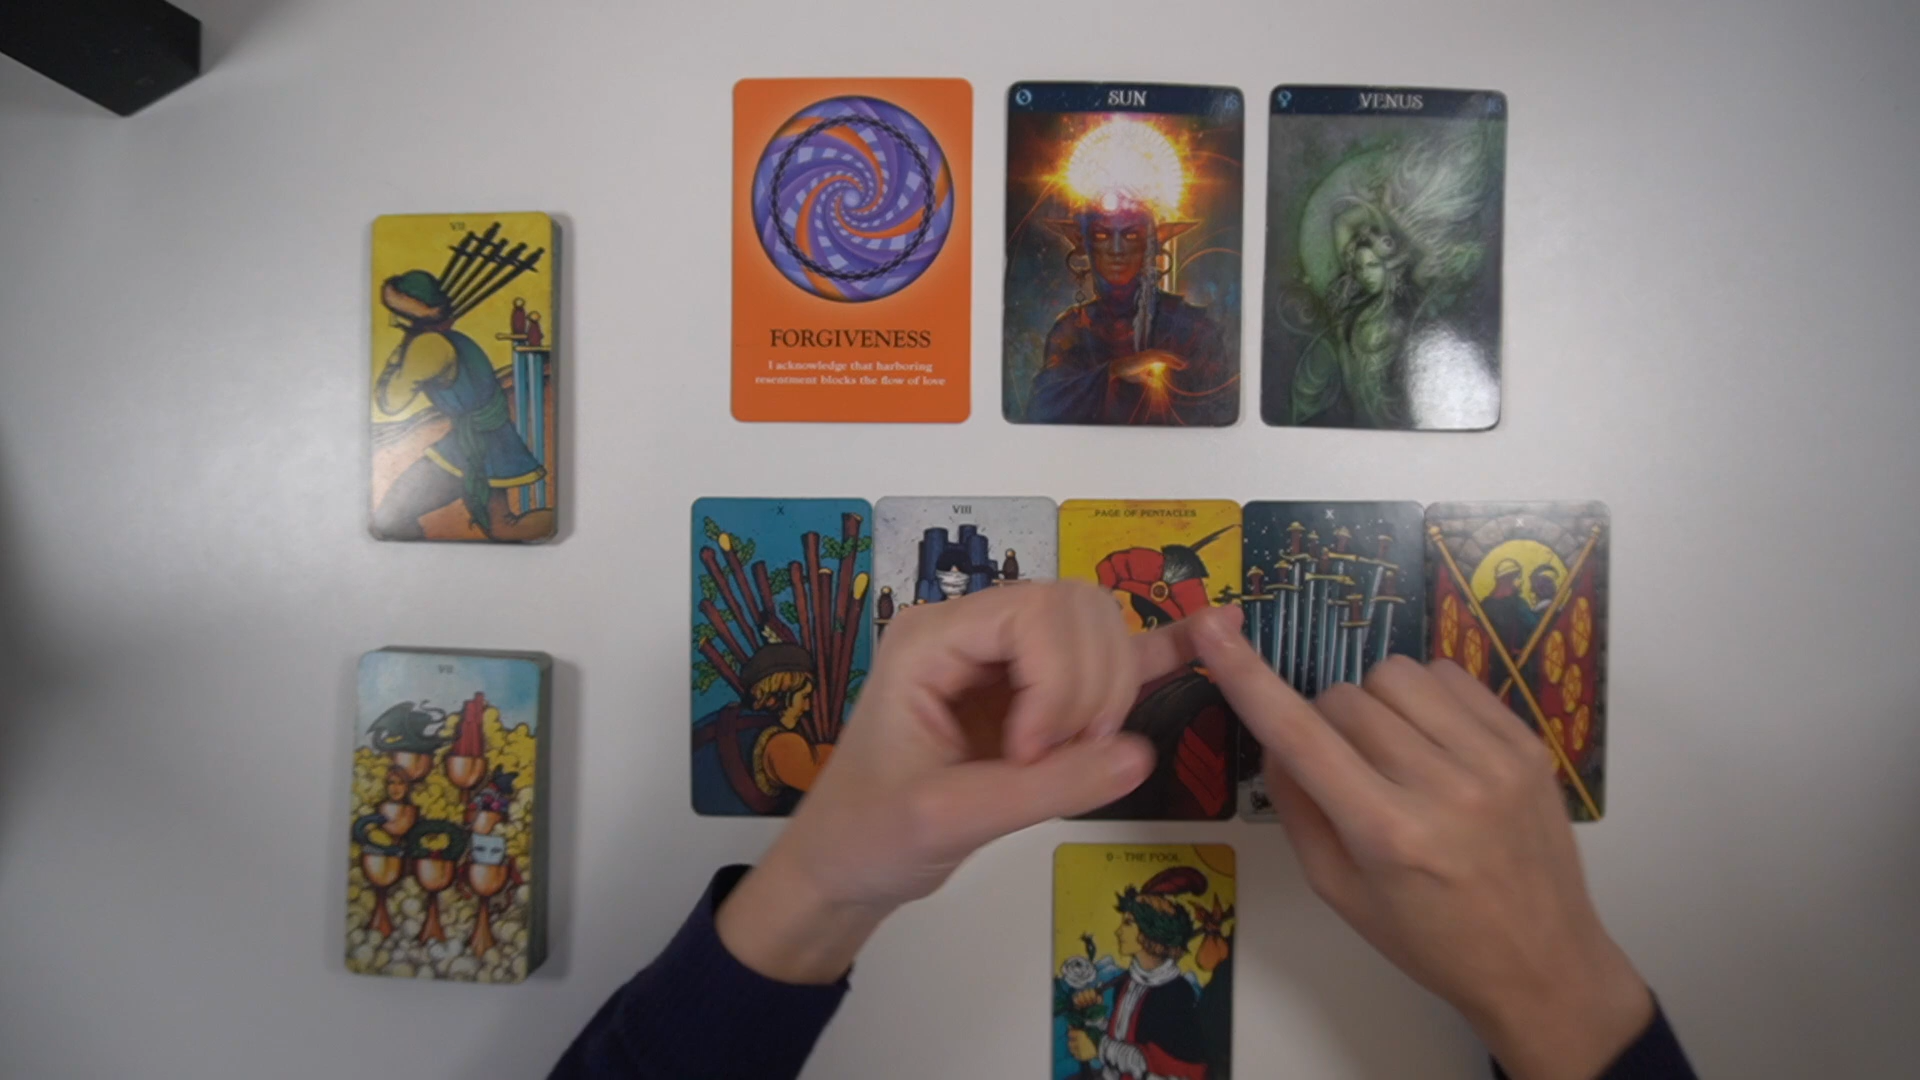 SUN
VENUS
VII
FORGIVENESS
I acknowledge that harboring
resentment blocks the flow of love
X
VIII
PAGE OF PENTACLES
X
X
VII
0 - THE FOOL